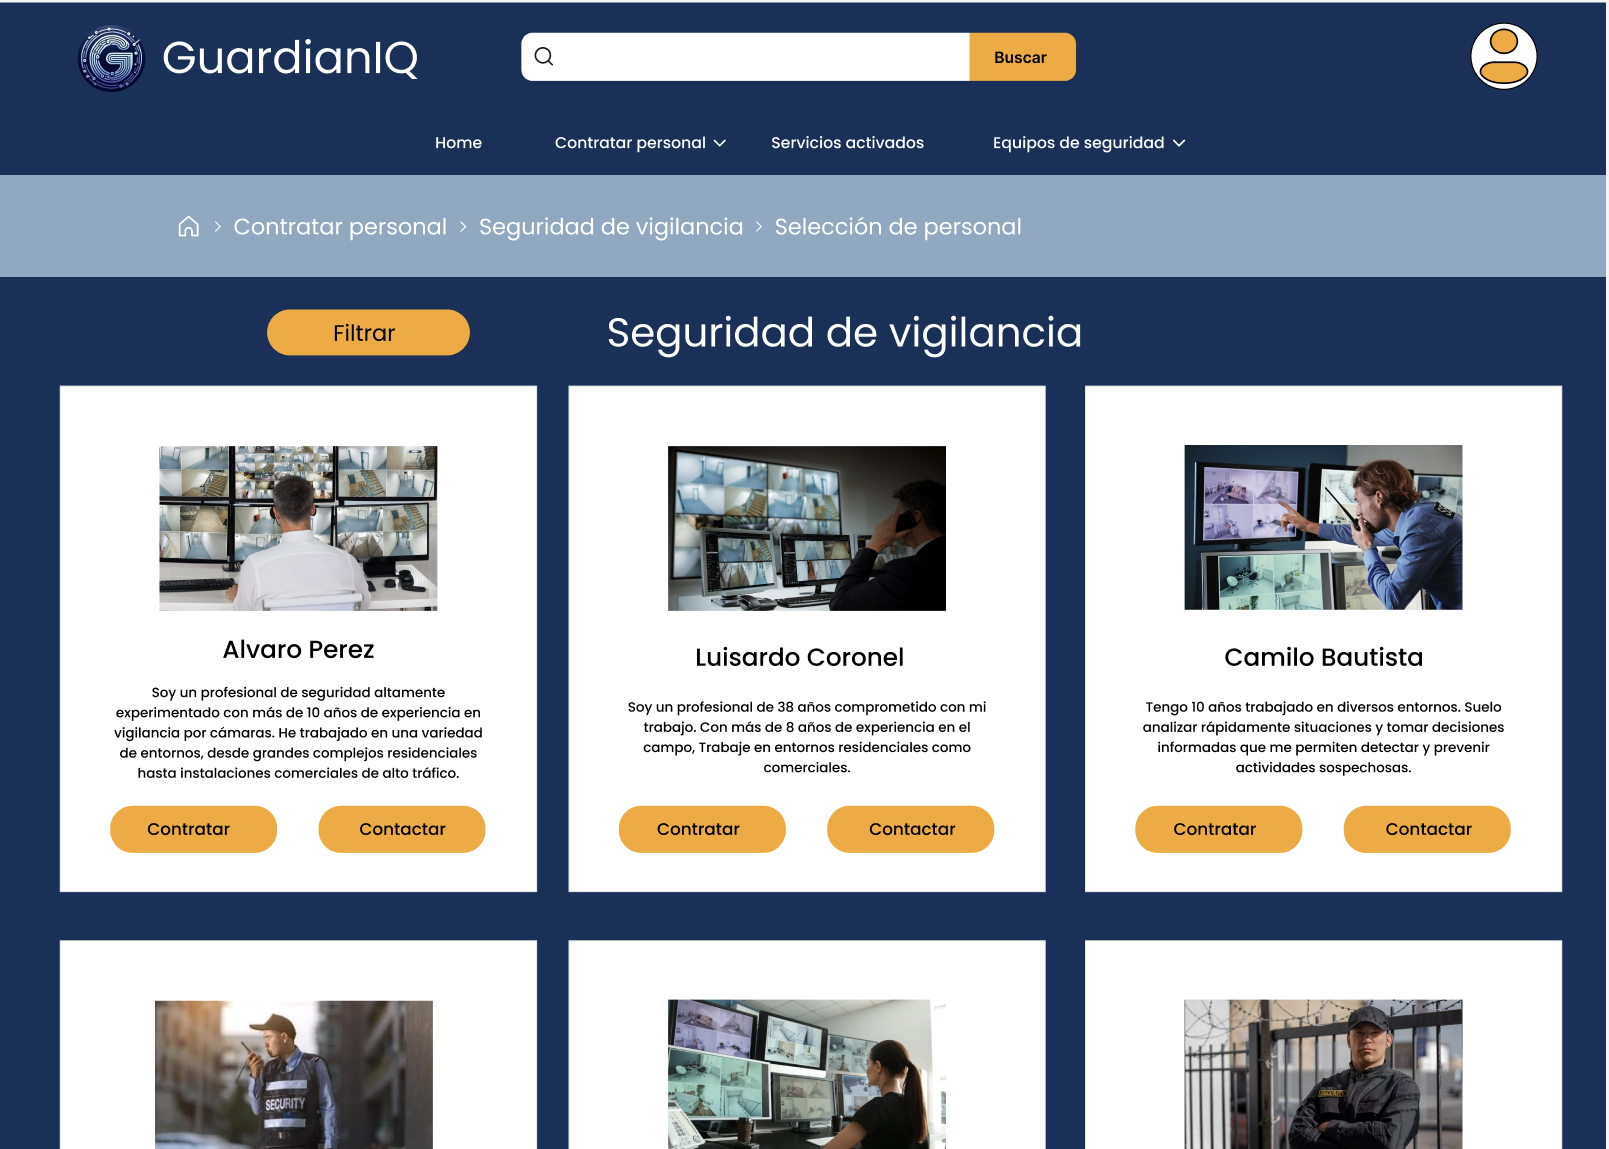 GuardianIQ
Buscar
Home
Contratar personal
Servicios activados
Equipos de seguridad
Contratar personal > Seguridad de vigilancia > Selección de personal
Filtrar
Seguridad de vigilancia
Alvaro Perez
Soy un profesional de seguridad altamente
experimentado con más de 10 años de experiencia en
vigilancia por cámaras. He trabajado en una variedad
de entornos, desde grandes complejos residenciales
hasta instalaciones comerciales de alto tráfico.
Contratar
Contactar
Luisardo Coronel
Soy un profesional de 38 años comprometido con mi
trabajo. Con más de 8 años de experiencia en el
campo, Trabaje en entornos residenciales como
comerciales.
Contratar
Contactar
Camilo Bautista
Tengo 10 años trabajado en diversos entornos. Suelo
analizar rápidamente situaciones y tomar decisiones
informadas que me permiten detectar y prevenir
actividades sospechosas.
Contratar
Contactar
SECURITY
SECURITY